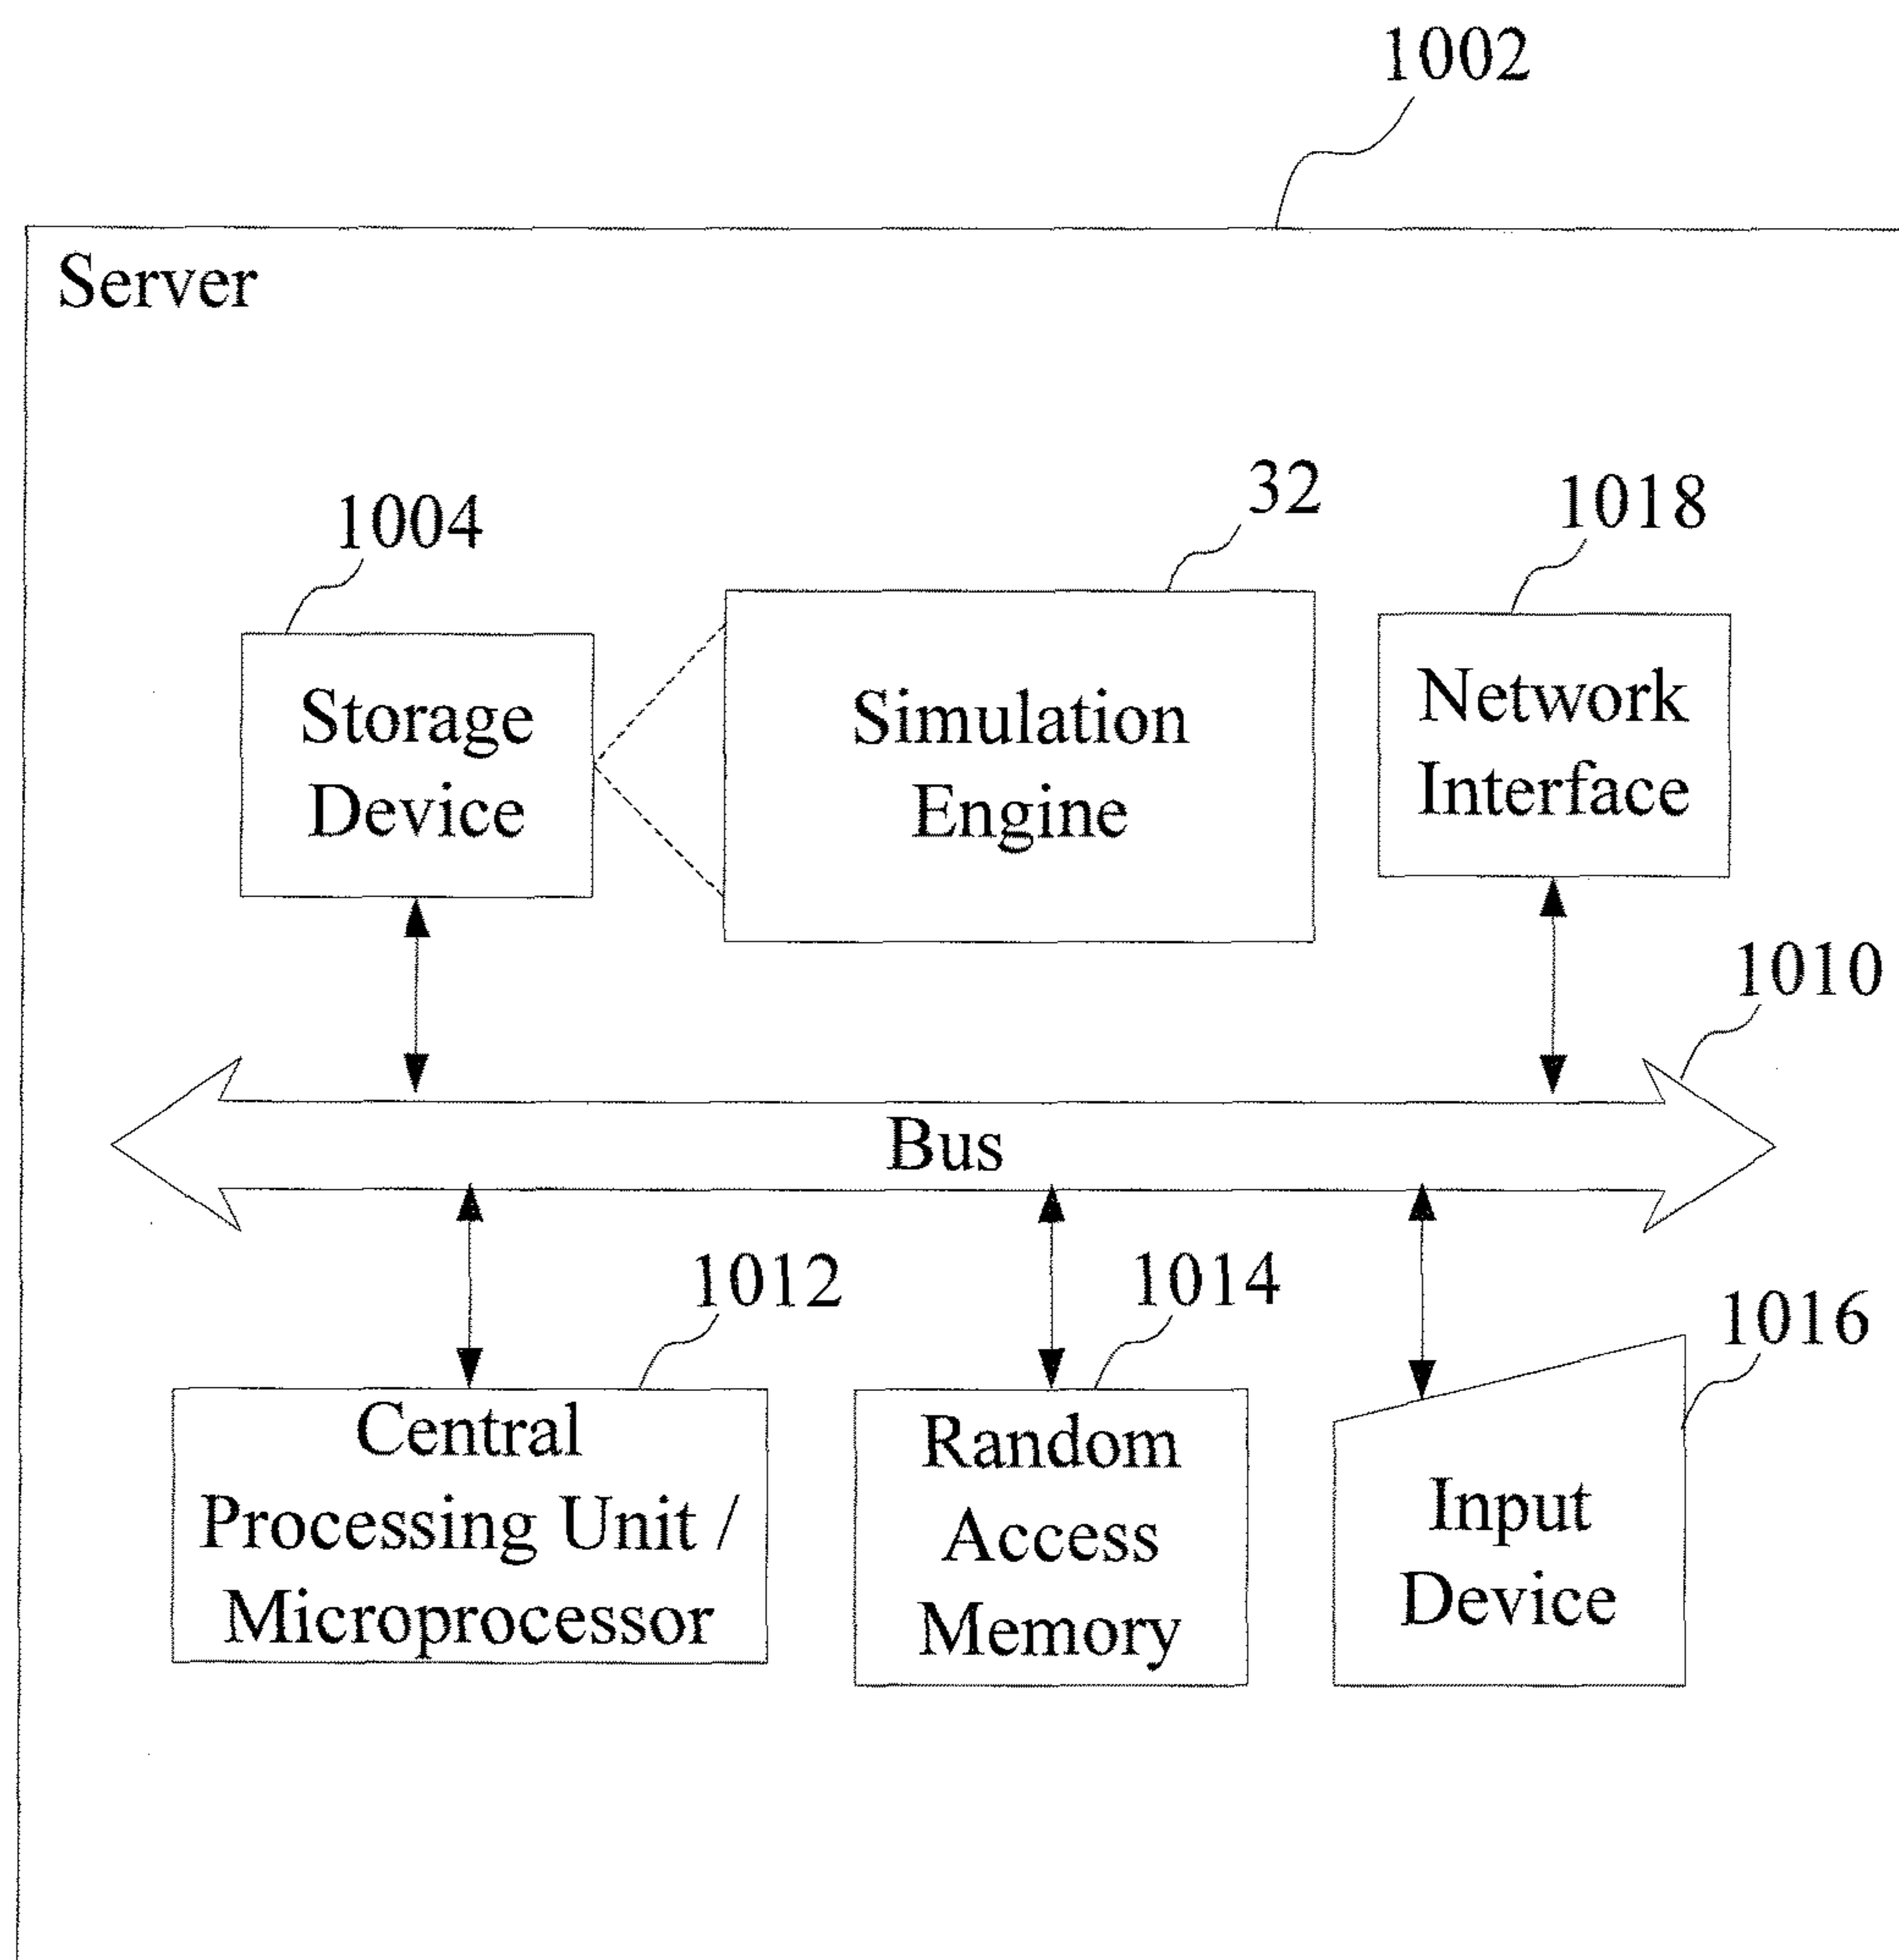 1002
Server
32
1018
1004
Storage
Device
Simulation
Engine
Network
Interface
1010
Bus
1012
1014
1016
Central
Processing Unit /
Microprocessor
Random
Access
Memory
Input
Device